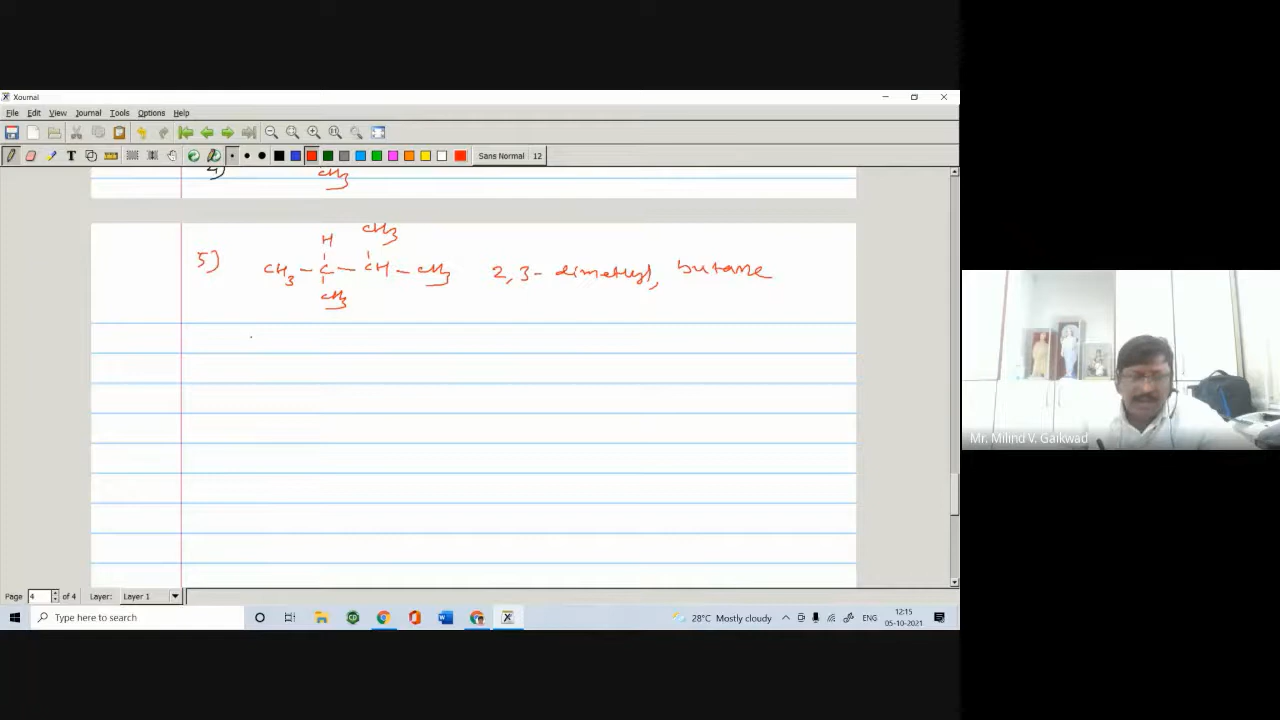 Xournal
File Edit View Journal Tools Options Help
Sans Normal 12
4)
CH3
CH3
H
5) CH3 - C - CH - CH3 2,3- dimethyl, butane
CH3
Mr. Milind V. Gaikwad
Page 4 of 4 Layer: Layer 1
Type here to search
28°C Mostly cloudy ENG 12:15
05-10-2021